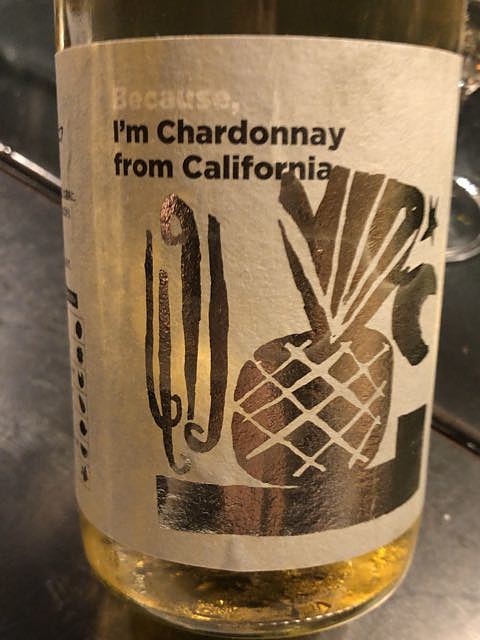 Because,
I'm Chardonnay
from California